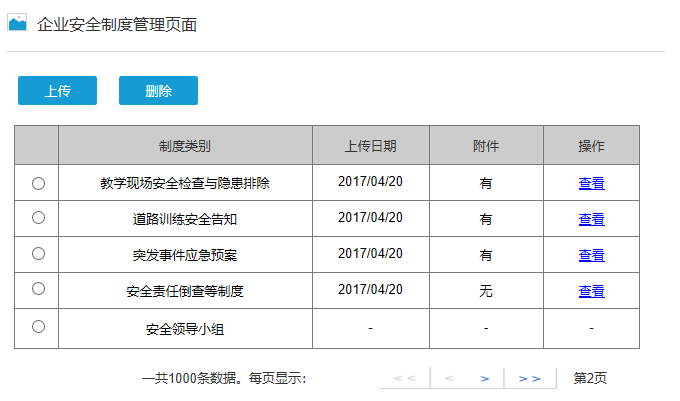 企业安全制度管理页面
上传 删除
制度类别 上传日期 附件 操作
教学现场安全检查与隐患排除 2017/04/20 有 查看
道路训练安全告知 2017/04/20 有 查看
突发事件应急预案 2017/04/20 有 查看
安全责任倒查等制度 2017/04/20 无 查看
安全领导小组 - - -
一共1000条数据。每页显示： << < > >> 第2页